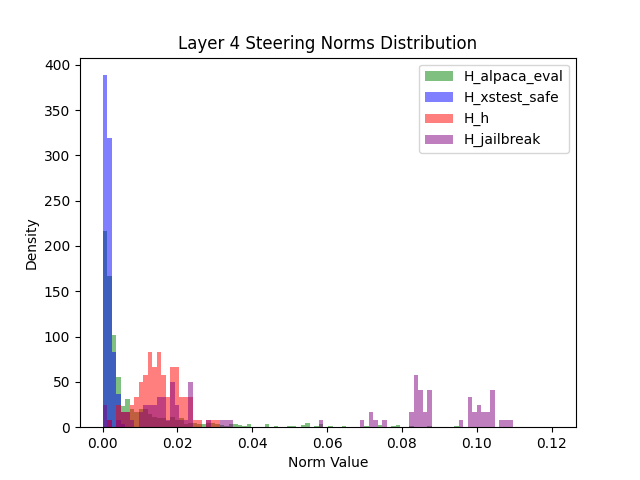 Layer 4 Steering Norms Distribution
H_alpaca_eval
H_xstest_safe
H_h
H_jailbreak
Density
400
350
300
250
200
150
100
50
0
0.00 0.02 0.04 0.06 0.08 0.10 0.12
Norm Value